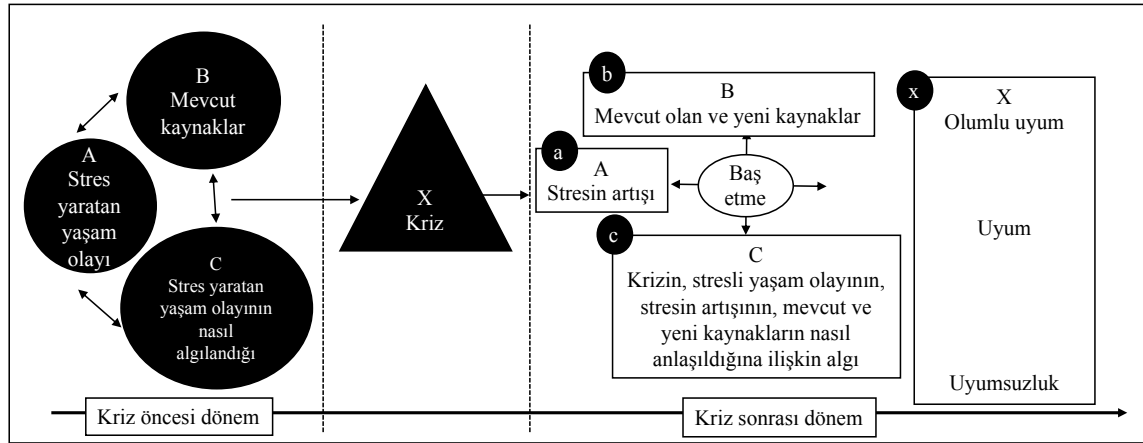 B
Mevcut
kaynaklar
A
Stres
yaratan
yaşam
olayı
C
Stres yaratan
yaşam olayının
nasıl
algılandığı
X
Kriz
b
B
Mevcut olan ve yeni kaynaklar
a
A
Stresin artışı
Baş
etme
c
C
Krizin, stresli yaşam olayının,
stresin artışının, mevcut ve
yeni kaynakların nasıl
anlaşıldığına ilişkin algı
x
X
Olumlu uyum
Uyum
Uyumsuzluk
Kriz öncesi dönem
Kriz sonrası dönem